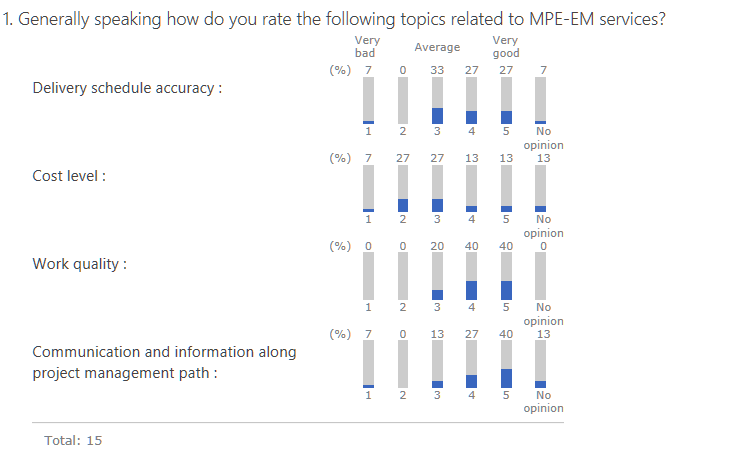 1. Generally speaking how do you rate the following topics related to MPE-EM services?
Very bad Average Very good
(%) 7 0 33 27 27 7
Delivery schedule accuracy :
1 2 3 4 5 No opinion
(%) 7 27 27 13 13 13
Cost level :
1 2 3 4 5 No opinion
(%) 0 0 20 40 40 0
Work quality :
1 2 3 4 5 No opinion
(%) 7 0 13 27 40 13
Communication and information along
project management path :
1 2 3 4 5 No opinion
Total: 15